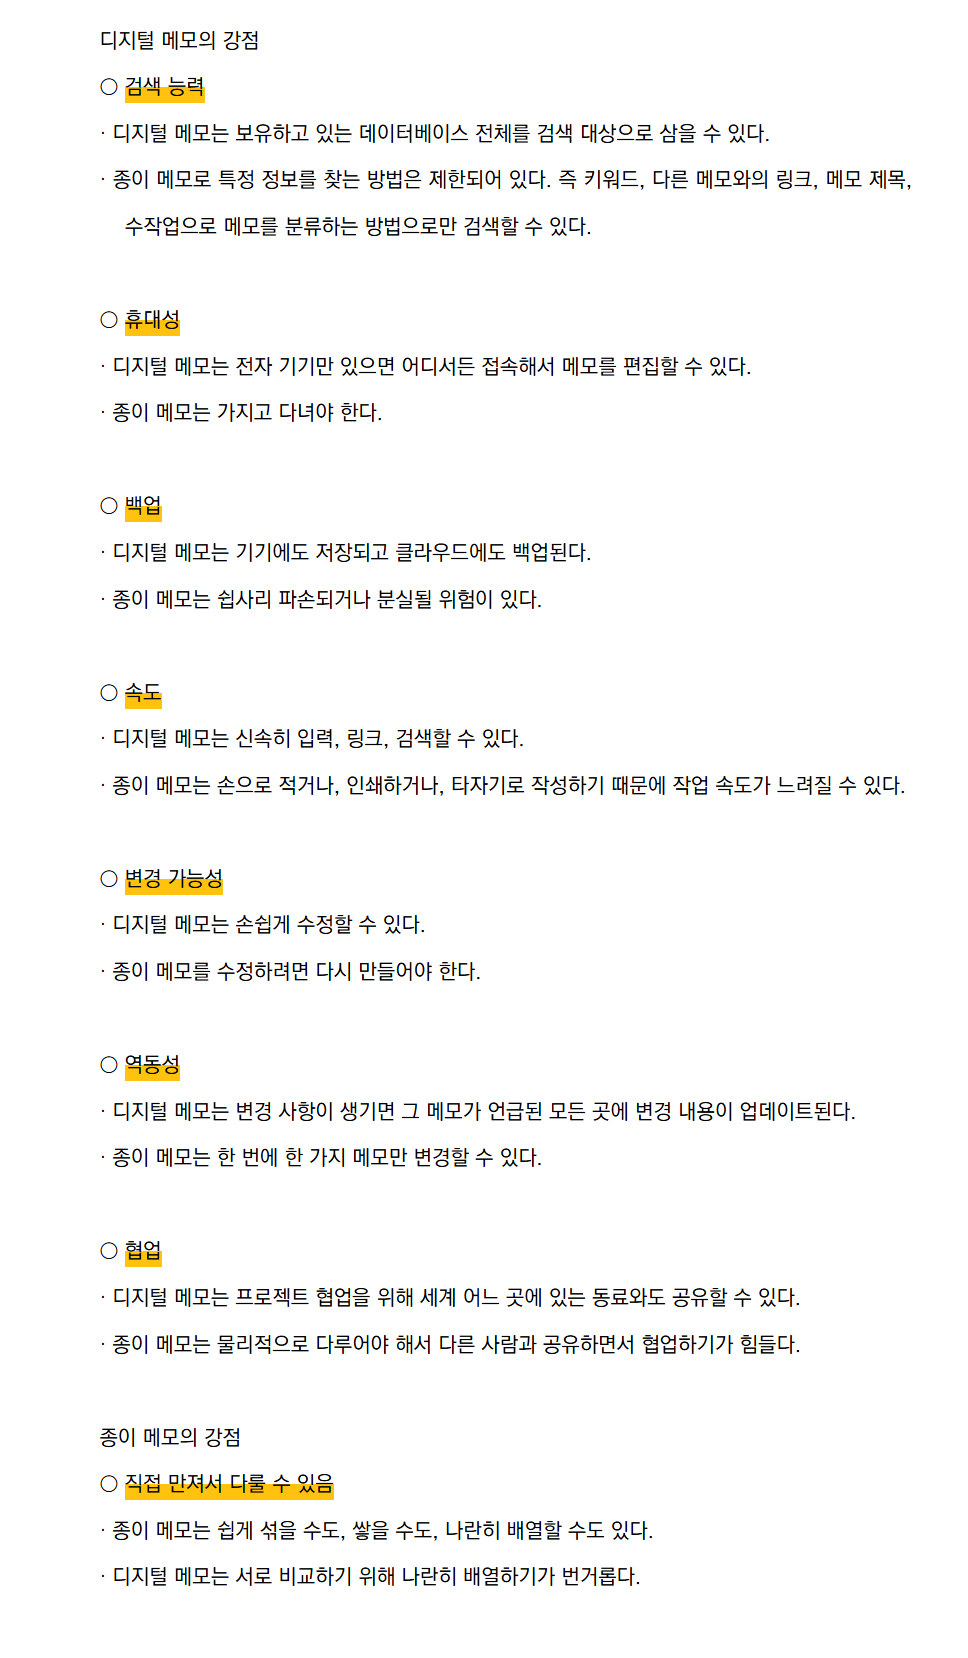 디지털 메모의 강점
○ 검색 능력
· 디지털 메모는 보유하고 있는 데이터베이스 전체를 검색 대상으로 삼을 수 있다.
· 종이 메모로 특정 정보를 찾는 방법은 제한되어 있다. 즉 키워드, 다른 메모와의 링크, 메모 제목,
수작업으로 메모를 분류하는 방법으로만 검색할 수 있다.
○ 휴대성
· 디지털 메모는 전자 기기만 있으면 어디서든 접속해서 메모를 편집할 수 있다.
· 종이 메모는 가지고 다녀야 한다.
○ 백업
· 디지털 메모는 기기에도 저장되고 클라우드에도 백업된다.
· 종이 메모는 쉽사리 파손되거나 분실될 위험이 있다.
○ 속도
· 디지털 메모는 신속히 입력, 링크, 검색할 수 있다.
· 종이 메모는 손으로 적거나, 인쇄하거나, 타자기로 작성하기 때문에 작업 속도가 느려질 수 있다.
○ 변경 가능성
· 디지털 메모는 손쉽게 수정할 수 있다.
· 종이 메모를 수정하려면 다시 만들어야 한다.
○ 역동성
· 디지털 메모는 변경 사항이 생기면 그 메모가 언급된 모든 곳에 변경 내용이 업데이트된다.
· 종이 메모는 한 번에 한 가지 메모만 변경할 수 있다.
○ 협업
· 디지털 메모는 프로젝트 협업을 위해 세계 어느 곳에 있는 동료와도 공유할 수 있다.
· 종이 메모는 물리적으로 다루어야 해서 다른 사람과 공유하면서 협업하기가 힘들다.
종이 메모의 강점
○ 직접 만져서 다룰 수 있음
· 종이 메모는 쉽게 섞을 수도, 쌓을 수도, 나란히 배열할 수도 있다.
· 디지털 메모는 서로 비교하기 위해 나란히 배열하기가 번거롭다.